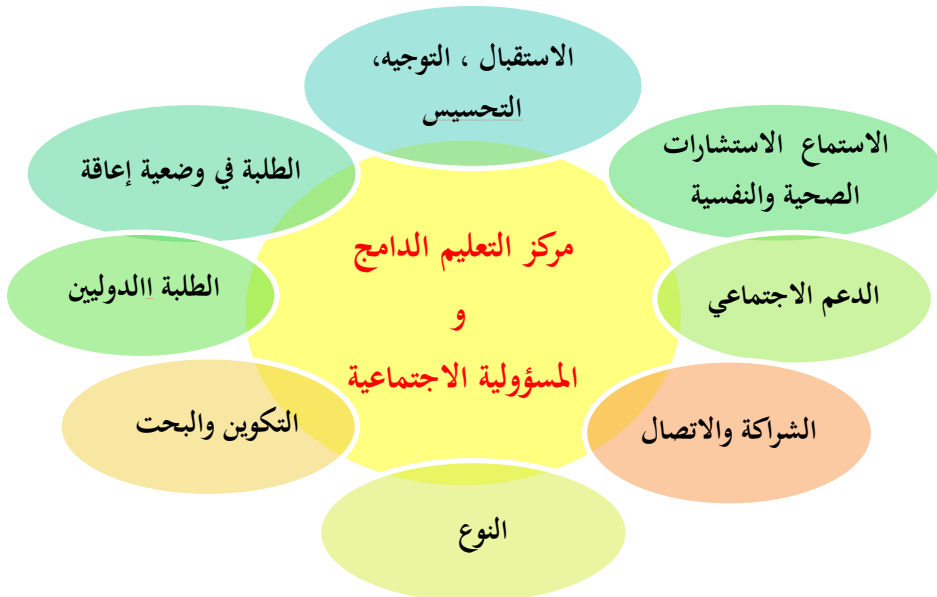 الاستقبال ، التوجيه،
التحسيس
الاستماع الاستشارات
الصحية والنفسية
الطلبة في وضعية إعاقة
مركز التعليم الدامج
و
المسؤولية الاجتماعية
الدعم الاجتماعي
الطلبة االدوليين
الشراكة والاتصال
التكوين والبحت
النوع